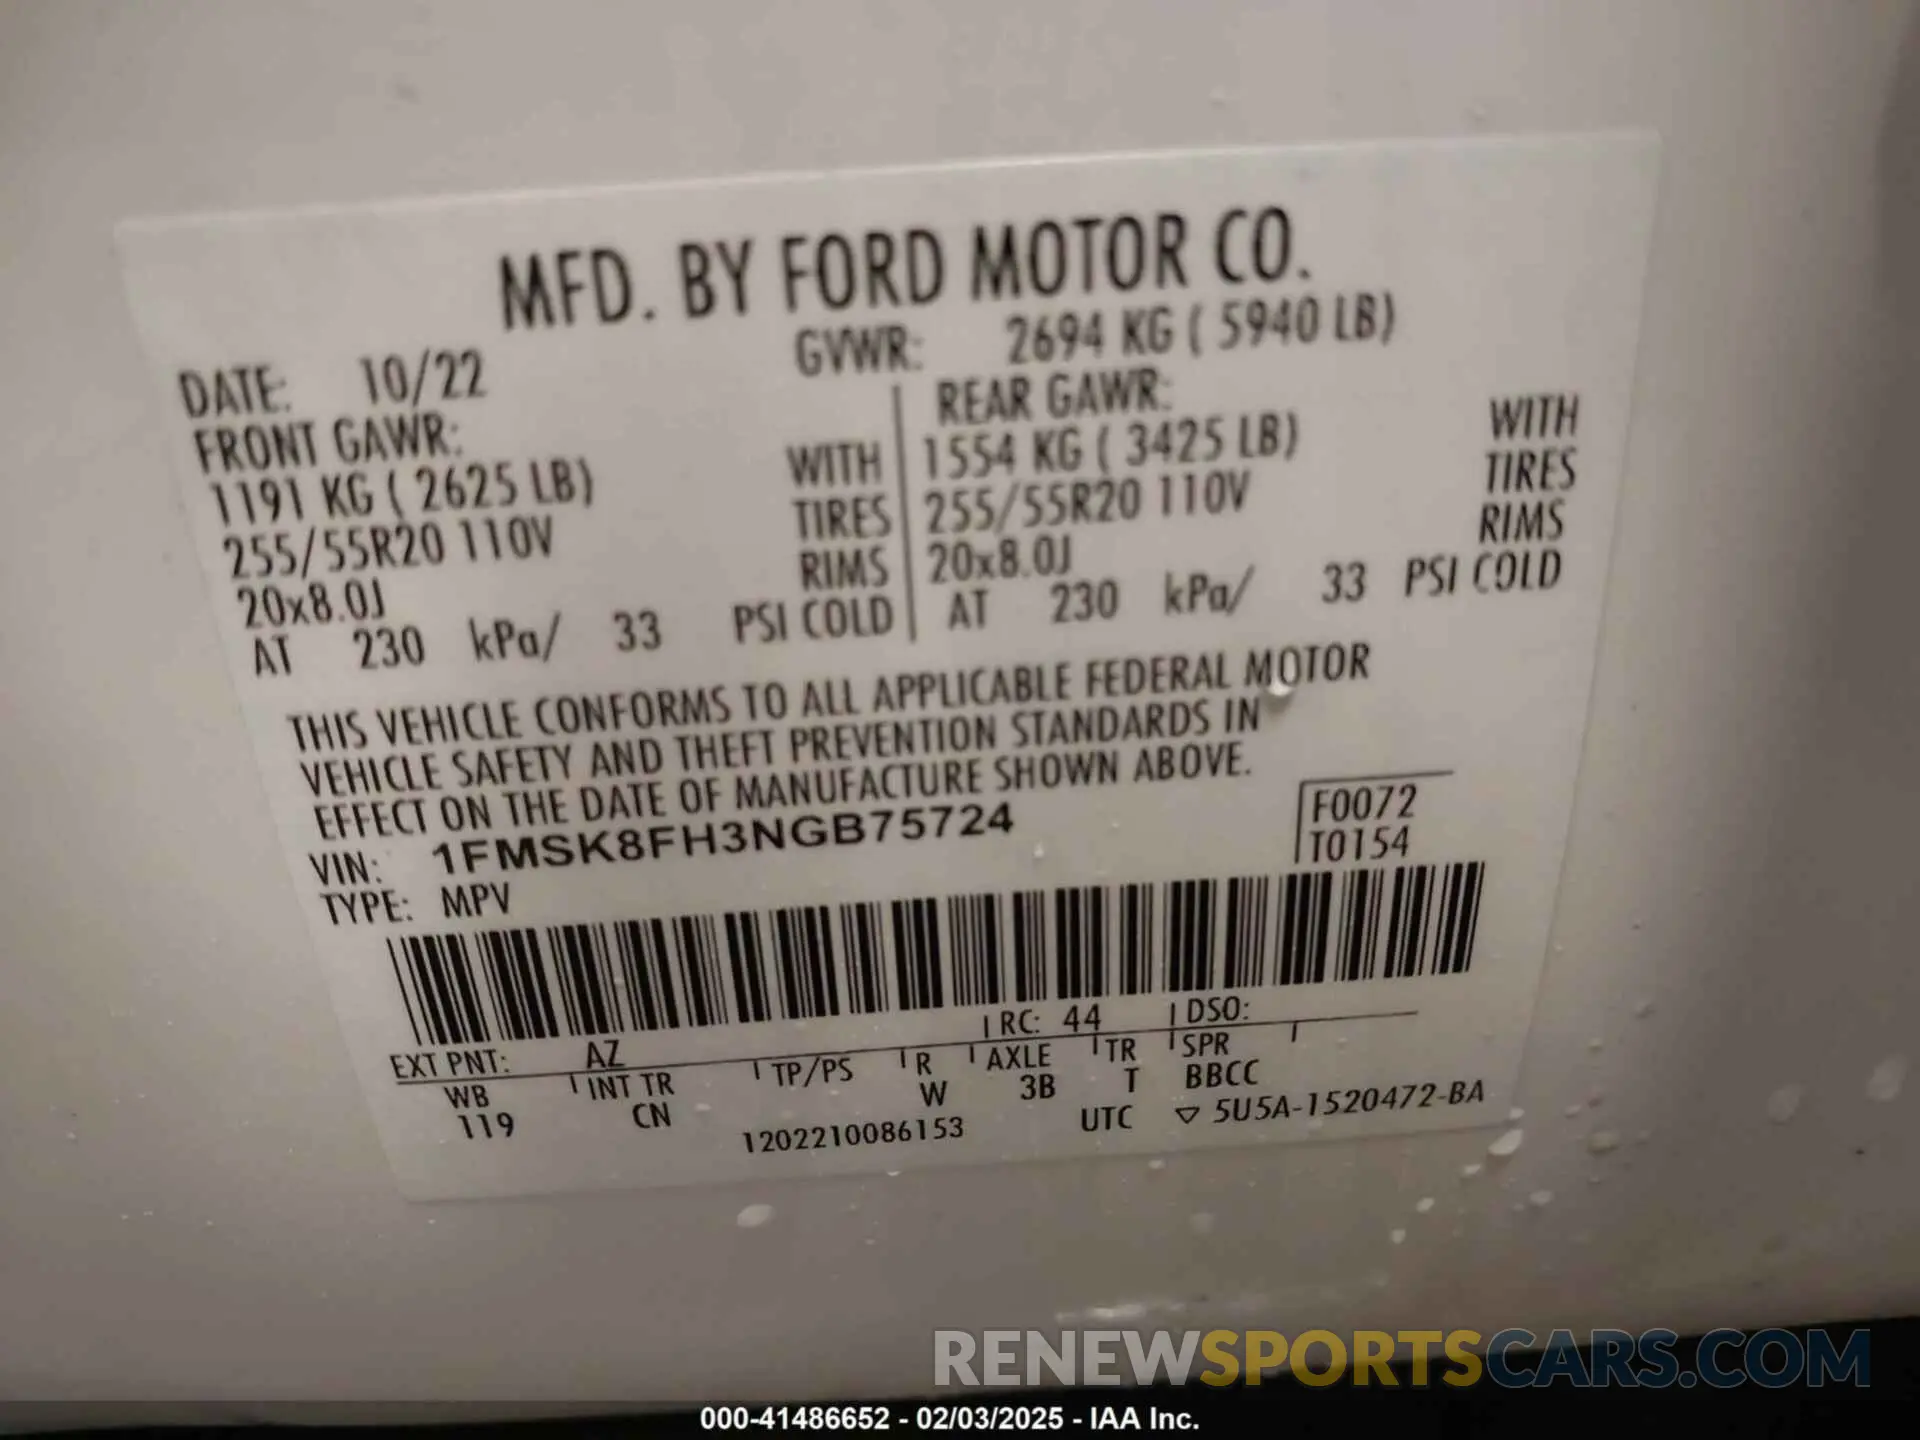 MFD. BY FORD MOTOR CO.
DATE: 10/22 GVWR: 2694 KG ( 5940 LB)
FRONT GAWR: REAR GAWR:
1191 KG ( 2625 LB) WITH 1554 KG ( 3425 LB) WITH
255/55R20 110V TIRES 255/55R20 110V TIRES
20x8.0J RIMS 20x8.0J RIMS
AT 230 kPa/ 33 PSI COLD AT 230 kPa/ 33 PSI COLD
THIS VEHICLE CONFORMS TO ALL APPLICABLE FEDERAL MOTOR
VEHICLE SAFETY AND THEFT PREVENTION STANDARDS IN
EFFECT ON THE DATE OF MANUFACTURE SHOWN ABOVE.
VIN: 1FMSK8FH3NGB75724 F0072
TYPE: MPV T0154
EXT PNT: AZ RC: 44 DSO:
WB INT TR TP/PS R AXLE TR SPR
119 CN W 3B T BBCC
1202210086153 UTC ▽ 5U5A-1520472-BA
RENEWSPORTSCARS.COM
000-41486652 - 02/03/2025 - IAA Inc.